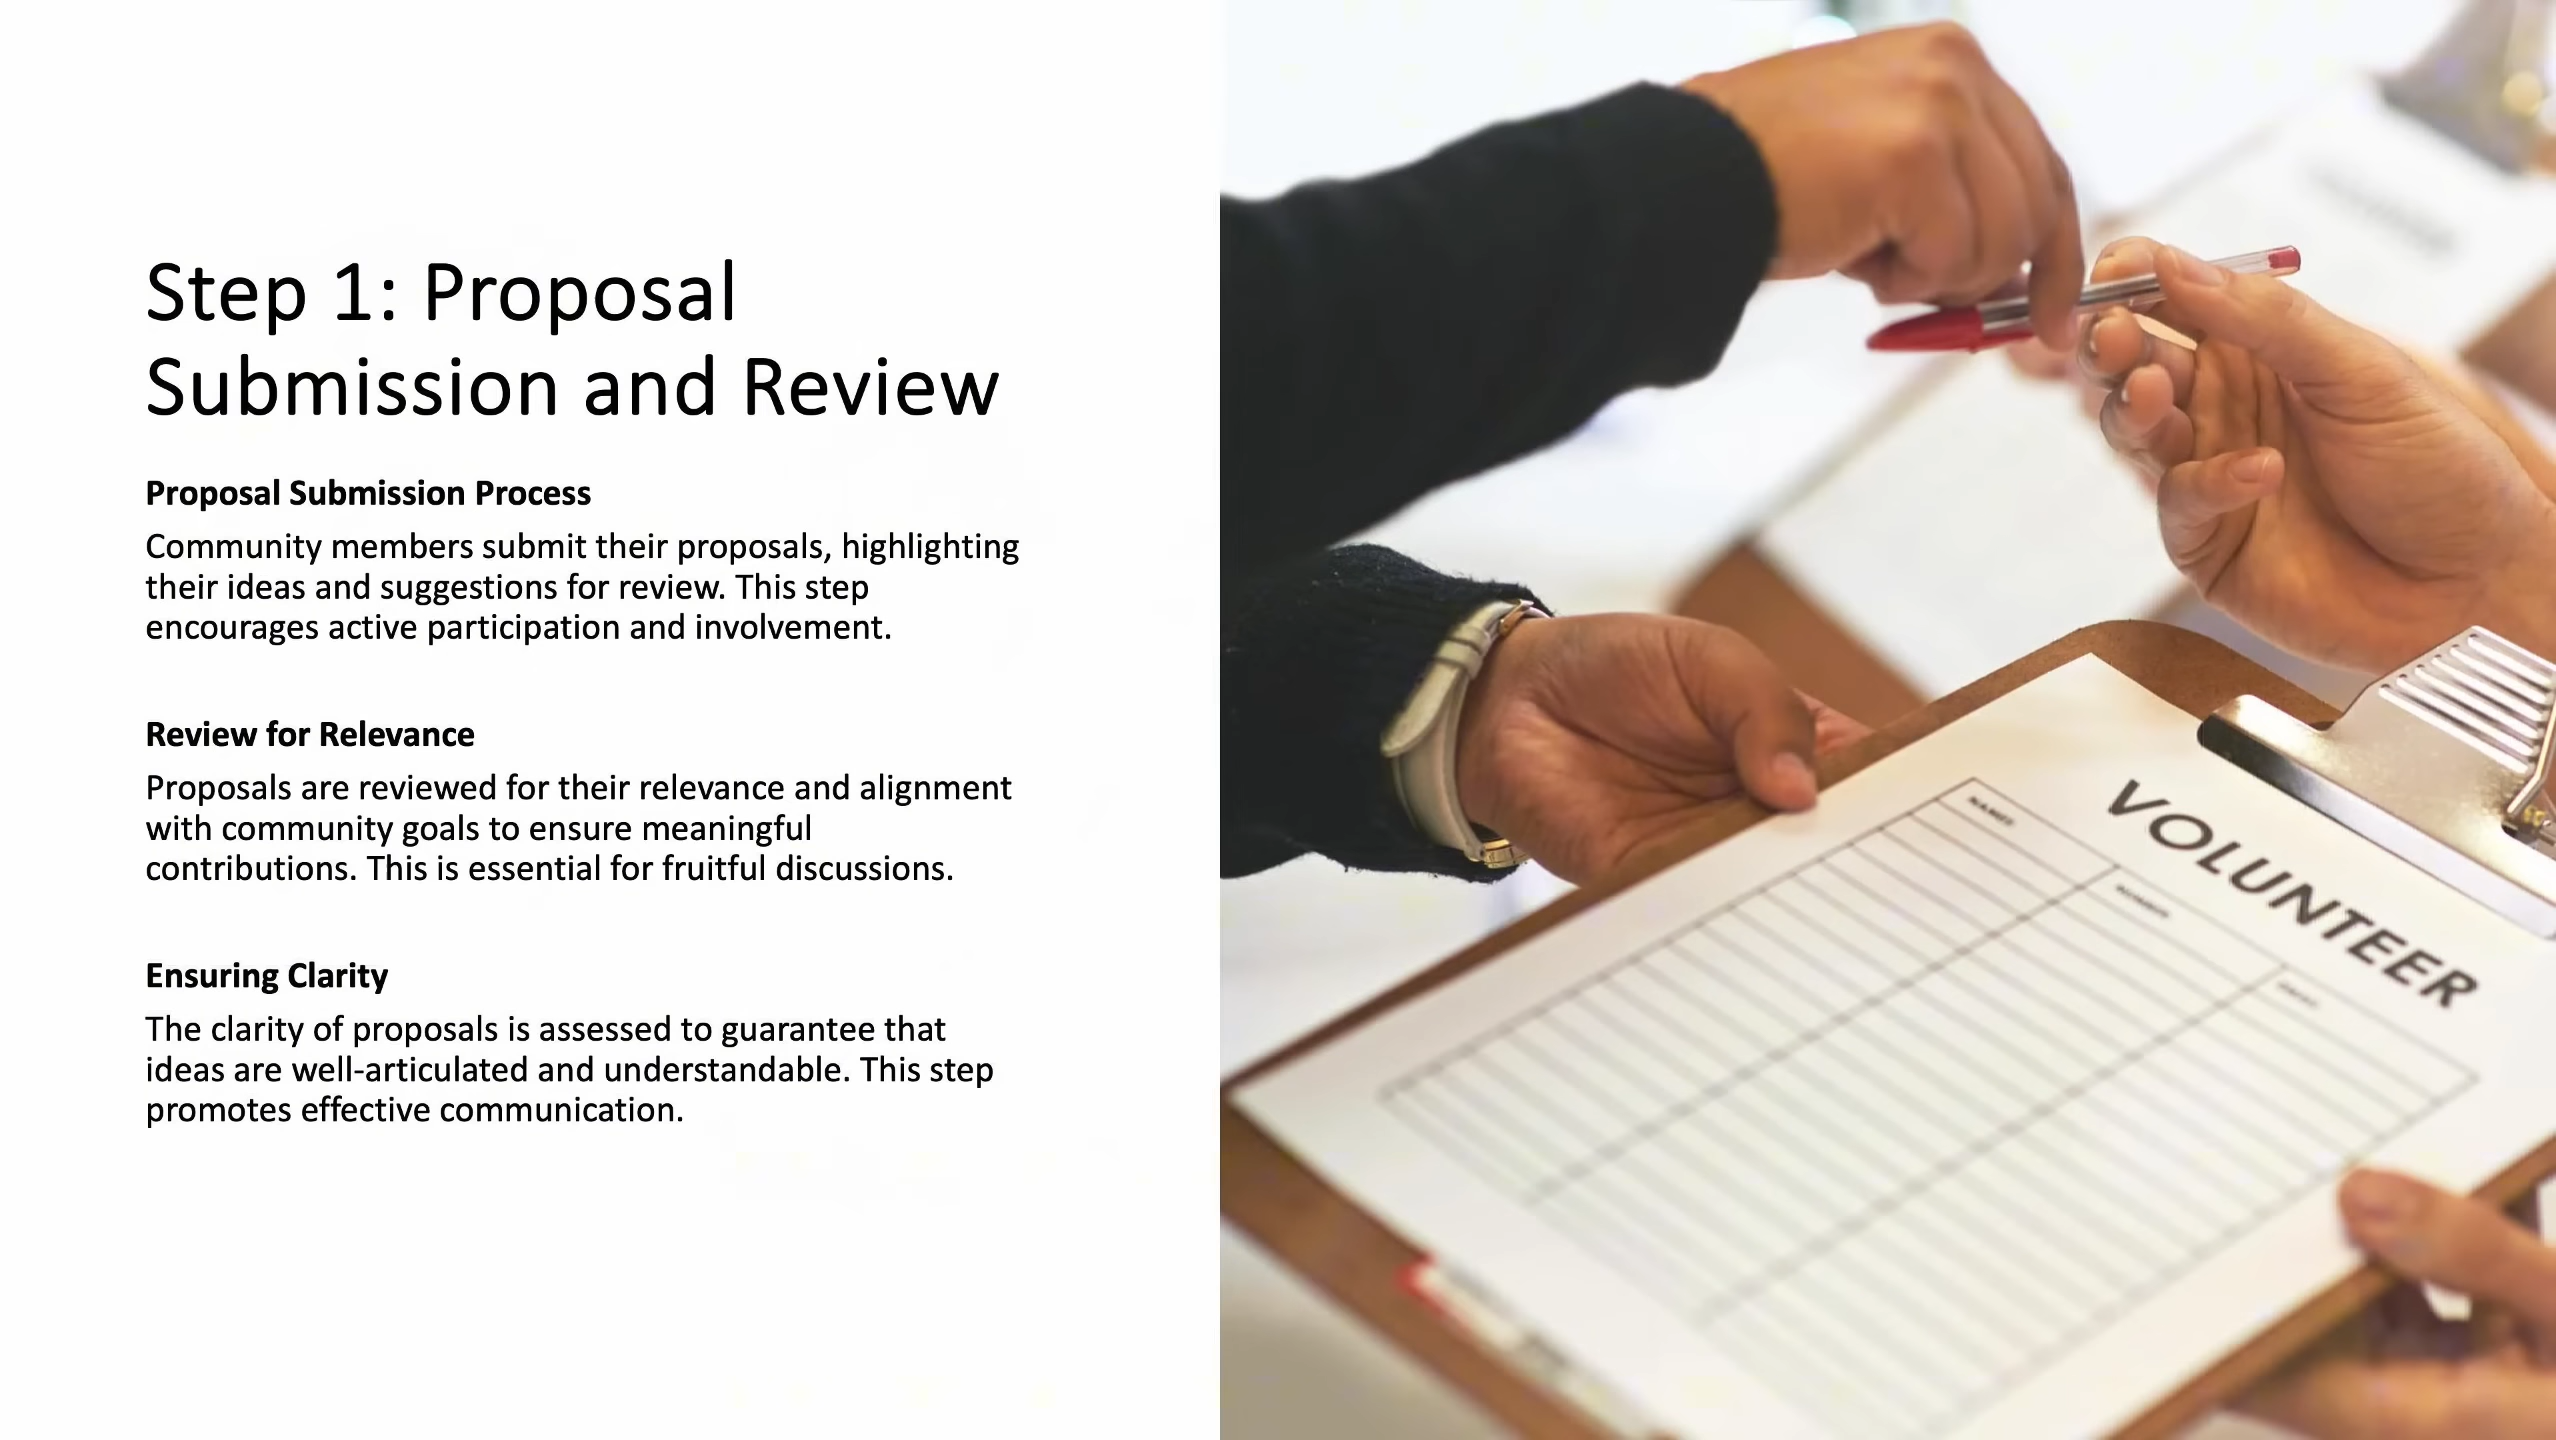 Step 1: Proposal
Submission and Review
Proposal Submission Process
Community members submit their proposals, highlighting
their ideas and suggestions for review. This step
encourages active participation and involvement.
Review for Relevance
Proposals are reviewed for their relevance and alignment
with community goals to ensure meaningful
contributions. This is essential for fruitful discussions.
Ensuring Clarity
The clarity of proposals is assessed to guarantee that
ideas are well-articulated and understandable. This step
promotes effective communication.
VOLUNTEER
NAMES